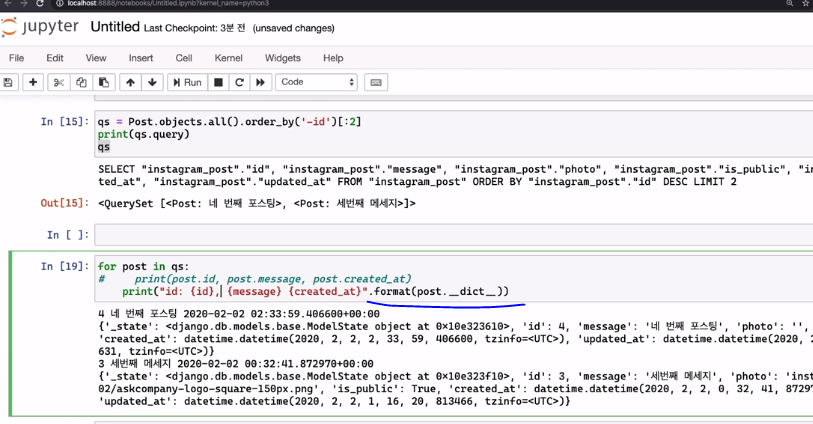 localhost:8888/notebooks/Untitled.ipynb?kernel_name=python3
jupyter Untitled Last Checkpoint: 3분 전 (unsaved changes)
File Edit View Insert Cell Kernel Widgets Help
Run Code
In [15]: qs = Post.objects.all().order_by('-id')[:2]
print(qs.query)
qs
SELECT "instagram_post"."id", "instagram_post"."message", "instagram_post"."photo", "instagram_post"."is_public", "in
ted_at", "instagram_post"."updated_at" FROM "instagram_post" ORDER BY "instagram_post"."id" DESC LIMIT 2
Out[15]: <QuerySet [<Post: 네 번째 포스팅>, <Post: 세번째 메세지>]>
In [ ]:
In [19]: for post in qs:
# print(post.id, post.message, post.created_at)
print("id: {id}, {message} {created_at}".format(post.__dict__))
4 네 번째 포스팅 2020-02-02 02:33:59.406600+00:00
{'_state': <django.db.models.base.ModelState object at 0x10e323610>, 'id': 4, 'message': '네 번째 포스팅', 'photo': '',
'created_at': datetime.datetime(2020, 2, 2, 2, 33, 59, 406600, tzinfo=<UTC>), 'updated_at': datetime.datetime(2020, 2
631, tzinfo=<UTC>)}
3 세번째 메세지 2020-02-02 00:32:41.872970+00:00
{'_state': <django.db.models.base.ModelState object at 0x10e323f10>, 'id': 3, 'message': '세번째 메세지', 'photo': 'inst
02/askcompany-logo-square-150px.png', 'is_public': True, 'created_at': datetime.datetime(2020, 2, 2, 0, 32, 41, 87297
'updated_at': datetime.datetime(2020, 2, 2, 1, 16, 20, 813466, tzinfo=<UTC>)}